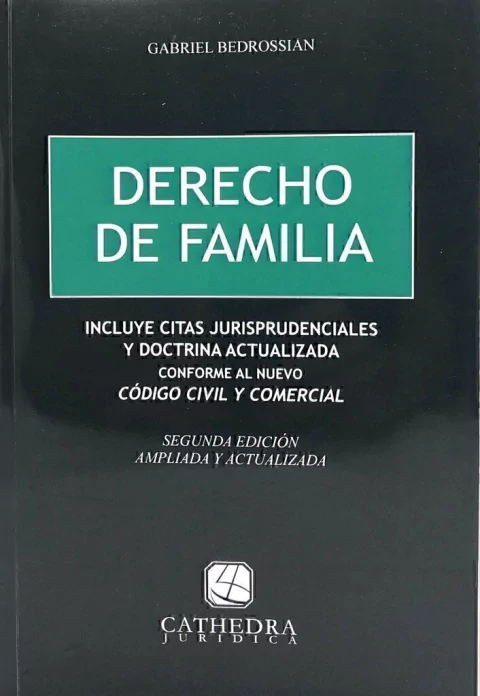 GABRIEL BEDROSSIAN
DERECHO
DE FAMILIA
INCLUYE CITAS JURISPRUDENCIALES
Y DOCTRINA ACTUALIZADA
CONFORME AL NUEVO
CÓDIGO CIVIL Y COMERCIAL
SEGUNDA EDICIÓN
AMPLIADA Y ACTUALIZADA
CATHEDRA
JURIDICA